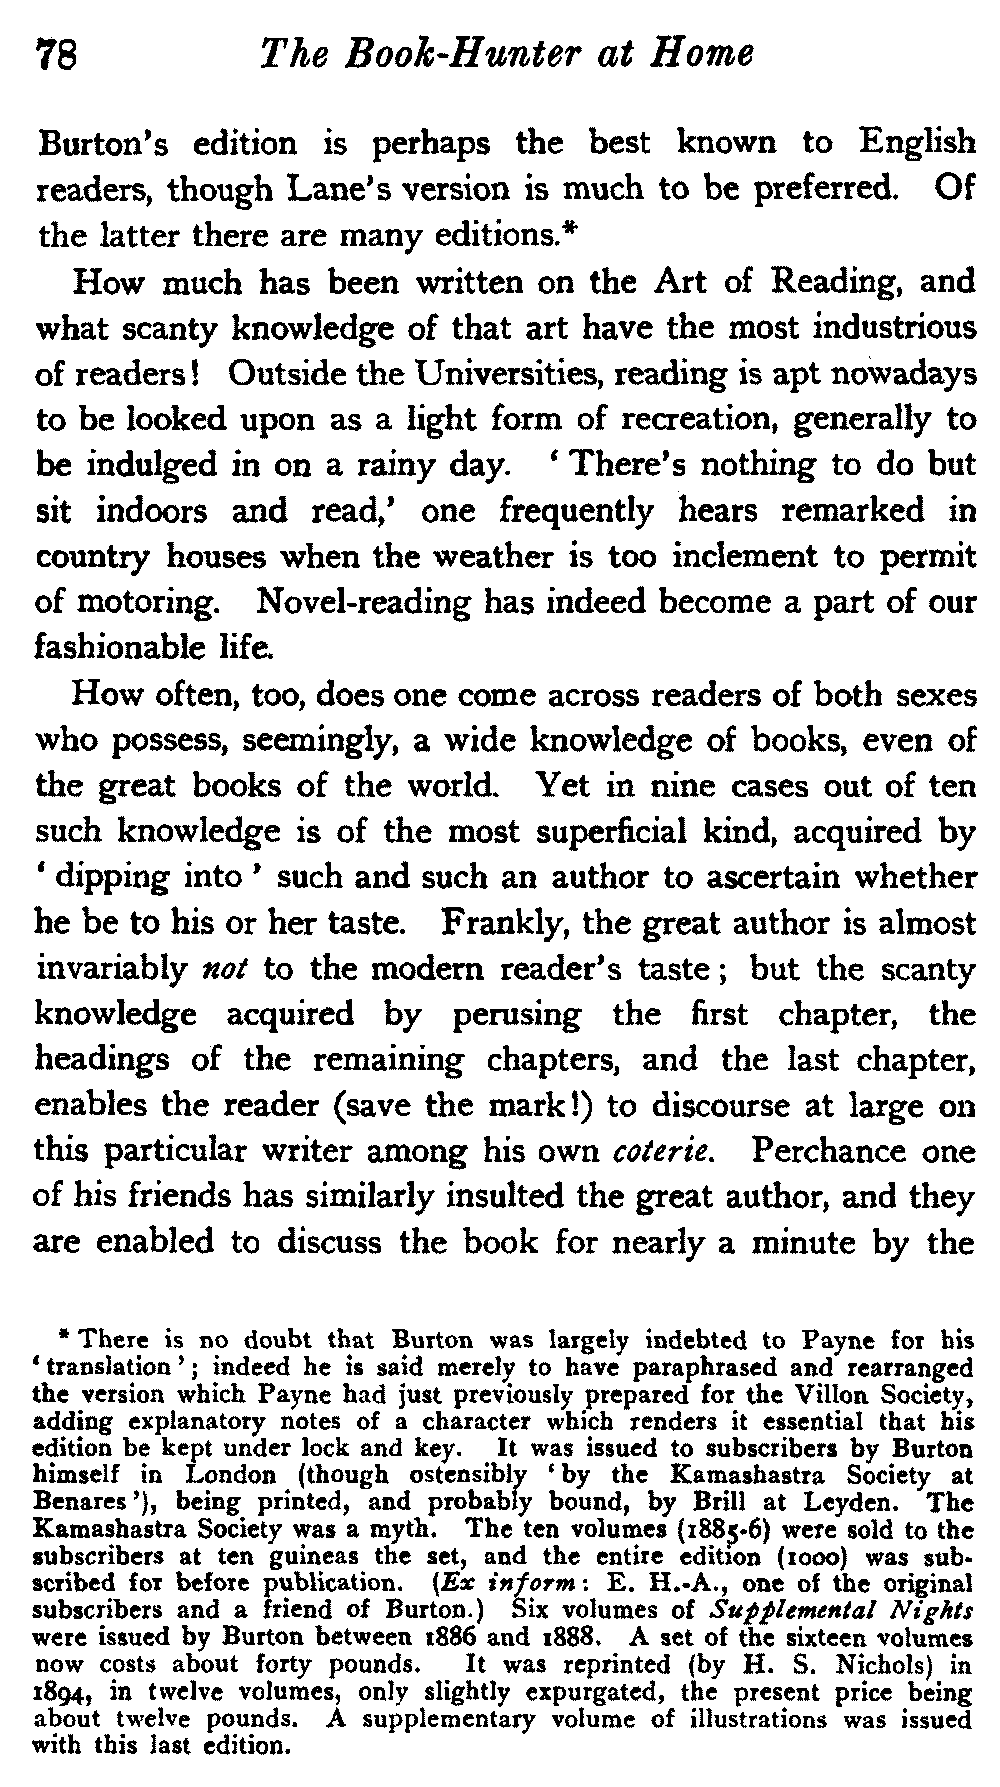 78 The Book-Hunter at Home
Burton's edition is perhaps the best known to English
readers, though Lane's version is much to be preferred. Of
the latter there are many editions.*
How much has been written on the Art of Reading, and
what scanty knowledge of that art have the most industrious
of readers! Outside the Universities, reading is apt nowadays
to be looked upon as a light form of recreation, generally to
be indulged in on a rainy day. ‘ There's nothing to do but
sit indoors and read,’ one frequently hears remarked in
country houses when the weather is too inclement to permit
of motoring. Novel-reading has indeed become a part of our
fashionable life.
How often, too, does one come across readers of both sexes
who possess, seemingly, a wide knowledge of books, even of
the great books of the world. Yet in nine cases out of ten
such knowledge is of the most superficial kind, acquired by
‘ dipping into ’ such and such an author to ascertain whether
he be to his or her taste. Frankly, the great author is almost
invariably not to the modern reader's taste ; but the scanty
knowledge acquired by perusing the first chapter, the
headings of the remaining chapters, and the last chapter,
enables the reader (save the mark!) to discourse at large on
this particular writer among his own coterie. Perchance one
of his friends has similarly insulted the great author, and they
are enabled to discuss the book for nearly a minute by the
* There is no doubt that Burton was largely indebted to Payne for his
‘ translation ’ ; indeed he is said merely to have paraphrased and rearranged
the version which Payne had just previously prepared for the Villon Society,
adding explanatory notes of a character which renders it essential that his
edition be kept under lock and key. It was issued to subscribers by Burton
himself in London (though ostensibly ‘ by the Kamashastra Society at
Benares ’), being printed, and probably bound, by Brill at Leyden. The
Kamashastra Society was a myth. The ten volumes (1885-6) were sold to the
subscribers at ten guineas the set, and the entire edition (1000) was sub-
scribed for before publication. (Ex inform : E. H.-A., one of the original
subscribers and a friend of Burton.) Six volumes of Supplemental Nights
were issued by Burton between 1886 and 1888. A set of the sixteen volumes
now costs about forty pounds. It was reprinted (by H. S. Nichols) in
1894, in twelve volumes, only slightly expurgated, the present price being
about twelve pounds. A supplementary volume of illustrations was issued
with this last edition.